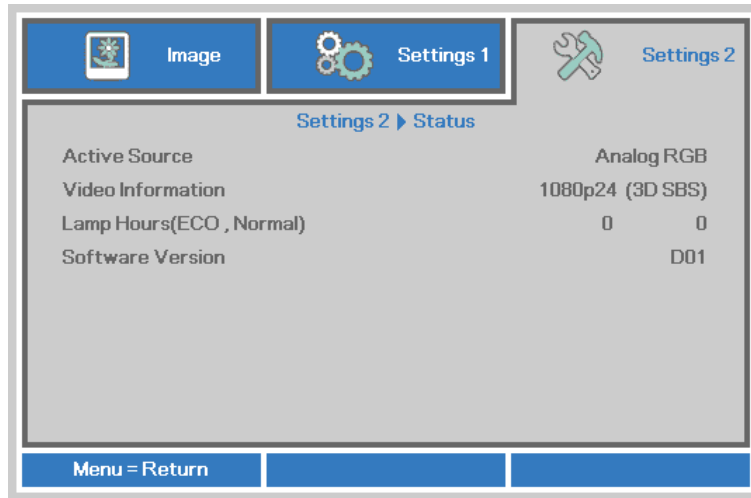 Image Settings 1 Settings 2
Settings 2 ▶ Status
Active Source Analog RGB
Video Information 1080p24 (3D SBS)
Lamp Hours(ECO , Normal) 0 0
Software Version D01
Menu = Return